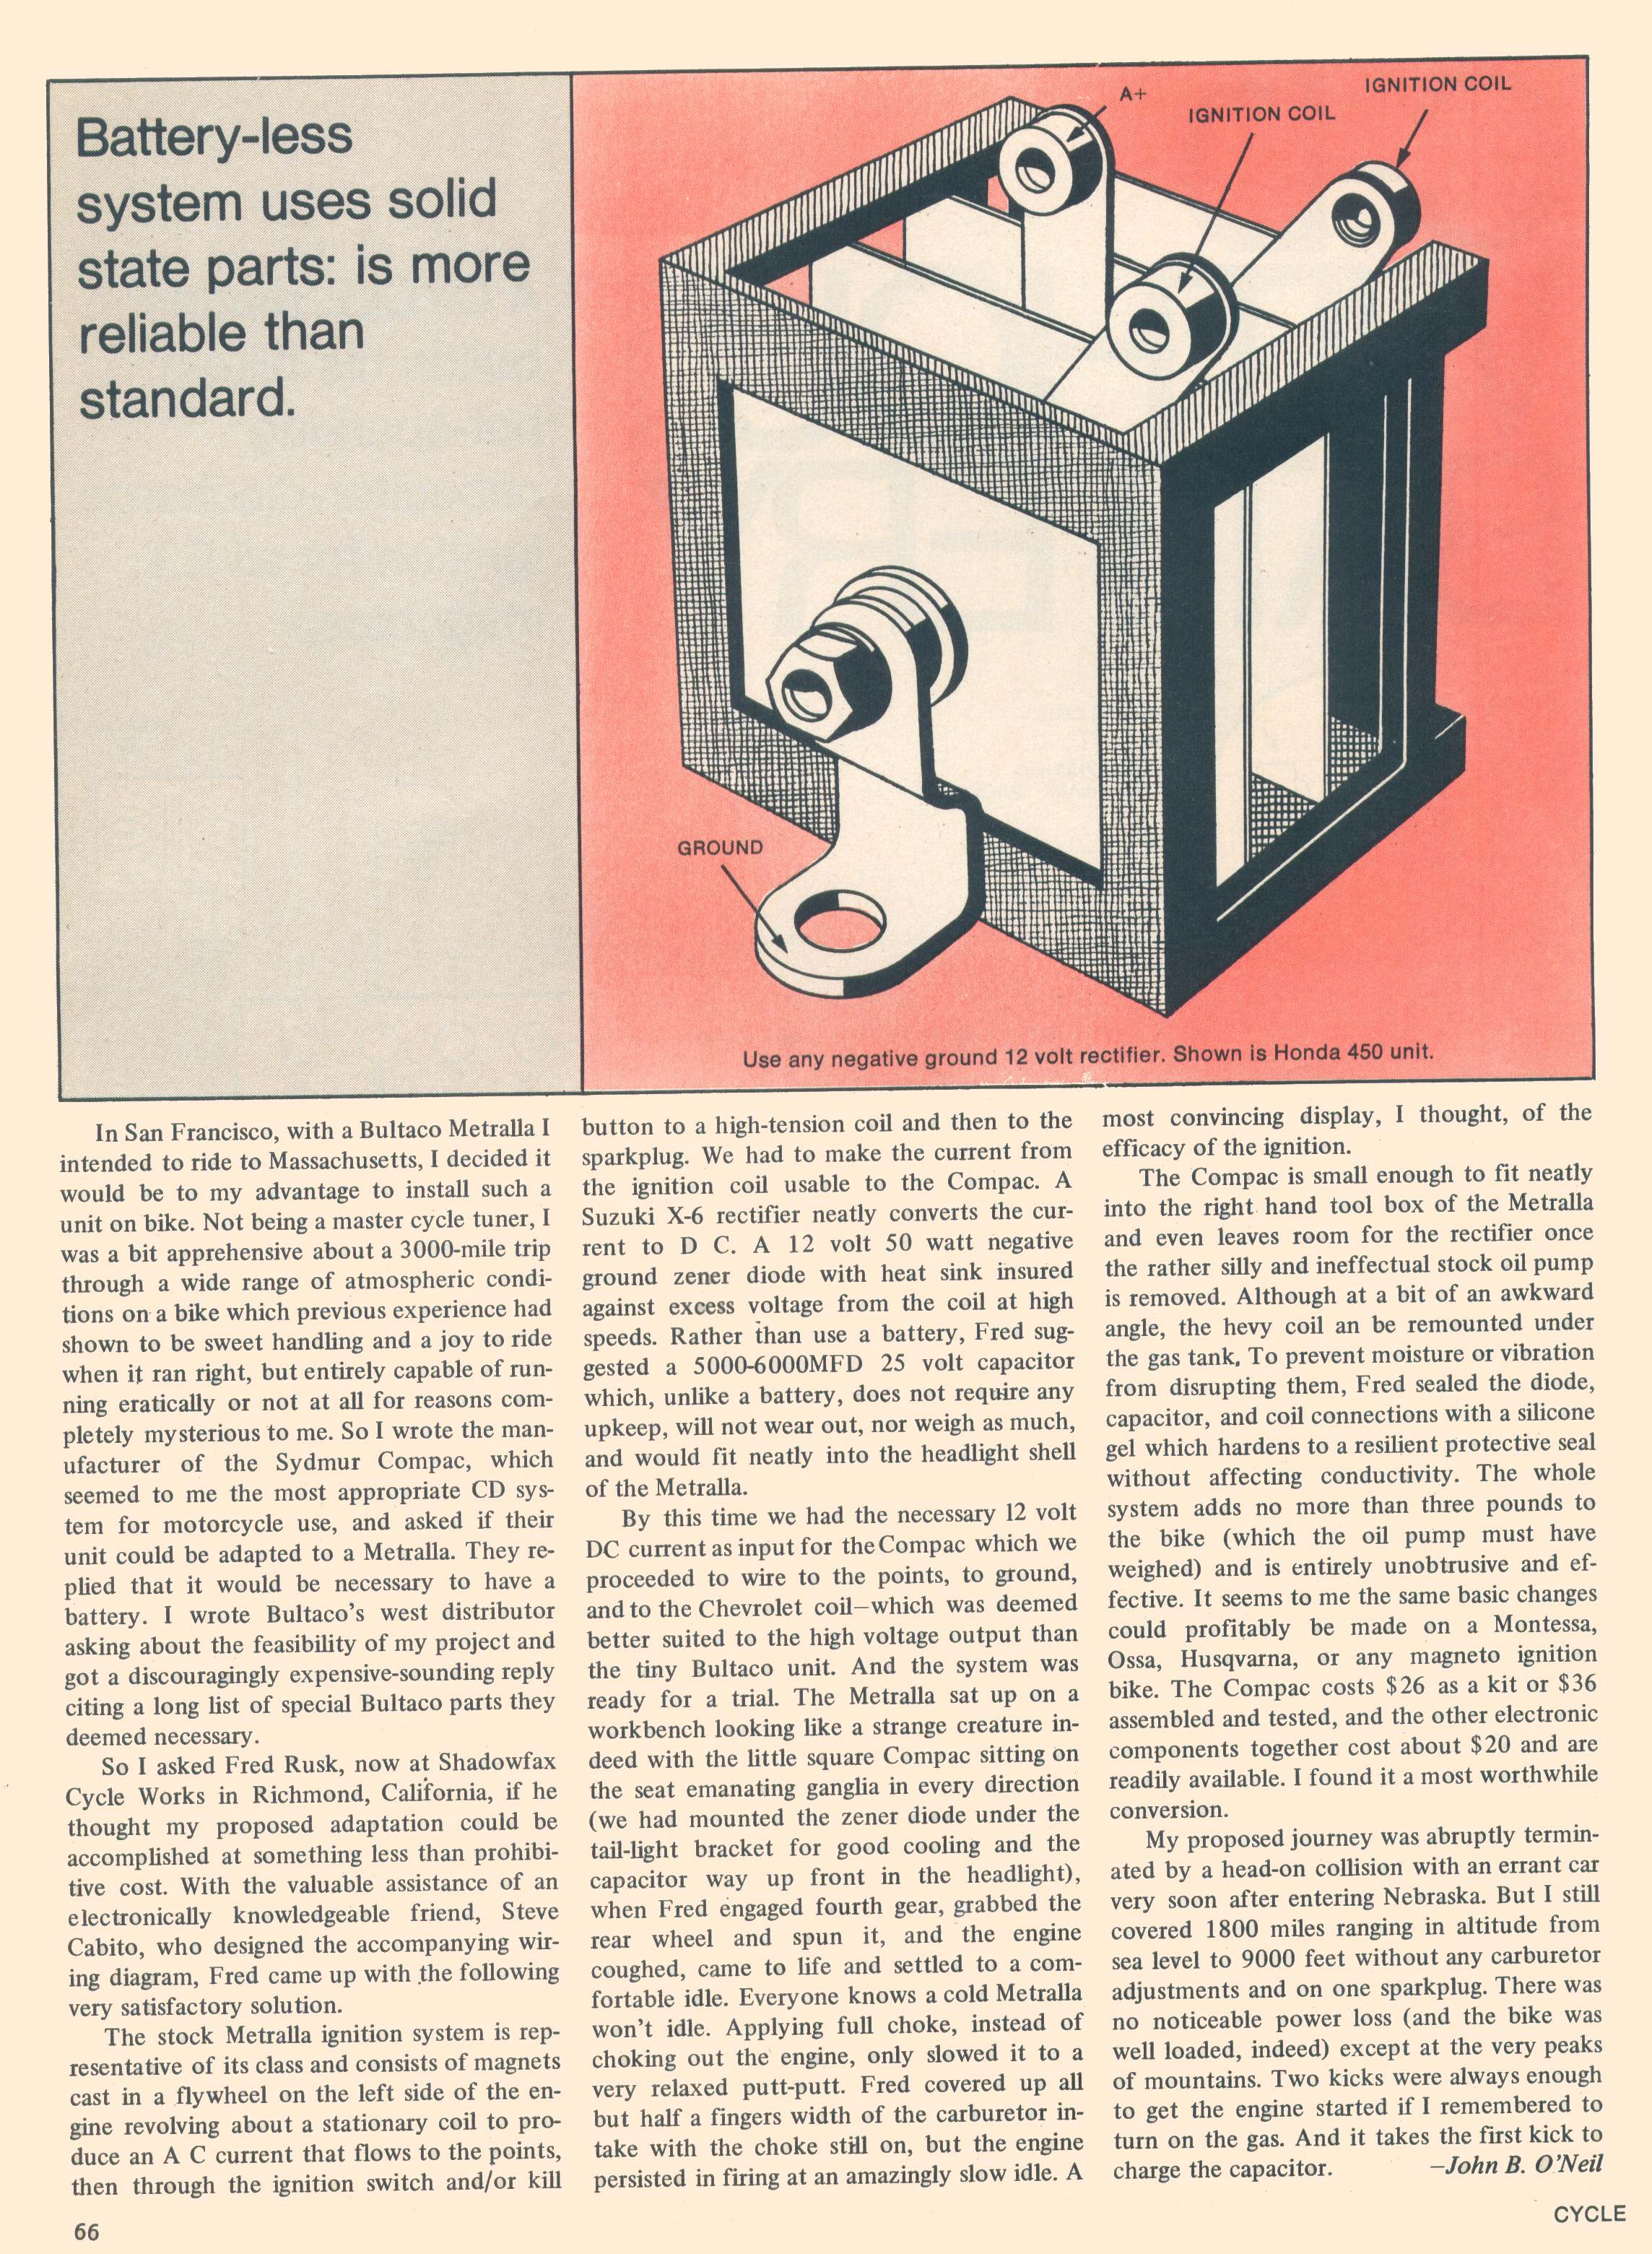 Battery-less
system uses solid
state parts: is more
reliable than
standard.
A+
IGNITION COIL
IGNITION COIL
GROUND
Use any negative ground 12 volt rectifier. Shown is Honda 450 unit.
In San Francisco, with a Bultaco Metralla I
intended to ride to Massachusetts, I decided it
would be to my advantage to install such a
unit on bike. Not being a master cycle tuner, I
was a bit apprehensive about a 3000-mile trip
through a wide range of atmospheric condi-
tions on a bike which previous experience had
shown to be sweet handling and a joy to ride
when it ran right, but entirely capable of run-
ning eratically or not at all for reasons com-
pletely mysterious to me. So I wrote the man-
ufacturer of the Sydmur Compac, which
seemed to me the most appropriate CD sys-
tem for motorcycle use, and asked if their
unit could be adapted to a Metralla. They re-
plied that it would be necessary to have a
battery. I wrote Bultaco's west distributor
asking about the feasibility of my project and
got a discouragingly expensive-sounding reply
citing a long list of special Bultaco parts they
deemed necessary.
So I asked Fred Rusk, now at Shadowfax
Cycle Works in Richmond, California, if he
thought my proposed adaptation could be
accomplished at something less than prohibi-
tive cost. With the valuable assistance of an
electronically knowledgeable friend, Steve
Cabito, who designed the accompanying wir-
ing diagram, Fred came up with the following
very satisfactory solution.
The stock Metralla ignition system is rep-
resentative of its class and consists of magnets
cast in a flywheel on the left side of the en-
gine revolving about a stationary coil to pro-
duce an A C current that flows to the points,
then through the ignition switch and/or kill
button to a high-tension coil and then to the
sparkplug. We had to make the current from
the ignition coil usable to the Compac. A
Suzuki X-6 rectifier neatly converts the cur-
rent to D C. A 12 volt 50 watt negative
ground zener diode with heat sink insured
against excess voltage from the coil at high
speeds. Rather than use a battery, Fred sug-
gested a 5000-6000MFD 25 volt capacitor
which, unlike a battery, does not require any
upkeep, will not wear out, nor weigh as much,
and would fit neatly into the headlight shell
of the Metralla.
By this time we had the necessary 12 volt
DC current as input for the Compac which we
proceeded to wire to the points, to ground,
and to the Chevrolet coil—which was deemed
better suited to the high voltage output than
the tiny Bultaco unit. And the system was
ready for a trial. The Metralla sat up on a
workbench looking like a strange creature in-
deed with the little square Compac sitting on
the seat emanating ganglia in every direction
(we had mounted the zener diode under the
tail-light bracket for good cooling and the
capacitor way up front in the headlight),
when Fred engaged fourth gear, grabbed the
rear wheel and spun it, and the engine
coughed, came to life and settled to a com-
fortable idle. Everyone knows a cold Metralla
won't idle. Applying full choke, instead of
choking out the engine, only slowed it to a
very relaxed putt-putt. Fred covered up all
but half a fingers width of the carburetor in-
take with the choke still on, but the engine
persisted in firing at an amazingly slow idle. A
most convincing display, I thought, of the
efficacy of the ignition.
The Compac is small enough to fit neatly
into the right hand tool box of the Metralla
and even leaves room for the rectifier once
the rather silly and ineffectual stock oil pump
is removed. Although at a bit of an awkward
angle, the hevy coil an be remounted under
the gas tank. To prevent moisture or vibration
from disrupting them, Fred sealed the diode,
capacitor, and coil connections with a silicone
gel which hardens to a resilient protective seal
without affecting conductivity. The whole
system adds no more than three pounds to
the bike (which the oil pump must have
weighed) and is entirely unobtrusive and ef-
fective. It seems to me the same basic changes
could profitably be made on a Montessa,
Ossa, Husqvarna, or any magneto ignition
bike. The Compac costs $26 as a kit or $36
assembled and tested, and the other electronic
components together cost about $20 and are
readily available. I found it a most worthwhile
conversion.
My proposed journey was abruptly termin-
ated by a head-on collision with an errant car
very soon after entering Nebraska. But I still
covered 1800 miles ranging in altitude from
sea level to 9000 feet without any carburetor
adjustments and on one sparkplug. There was
no noticeable power loss (and the bike was
well loaded, indeed) except at the very peaks
of mountains. Two kicks were always enough
to get the engine started if I remembered to
turn on the gas. And it takes the first kick to
charge the capacitor. —John B. O'Neil
66
CYCLE